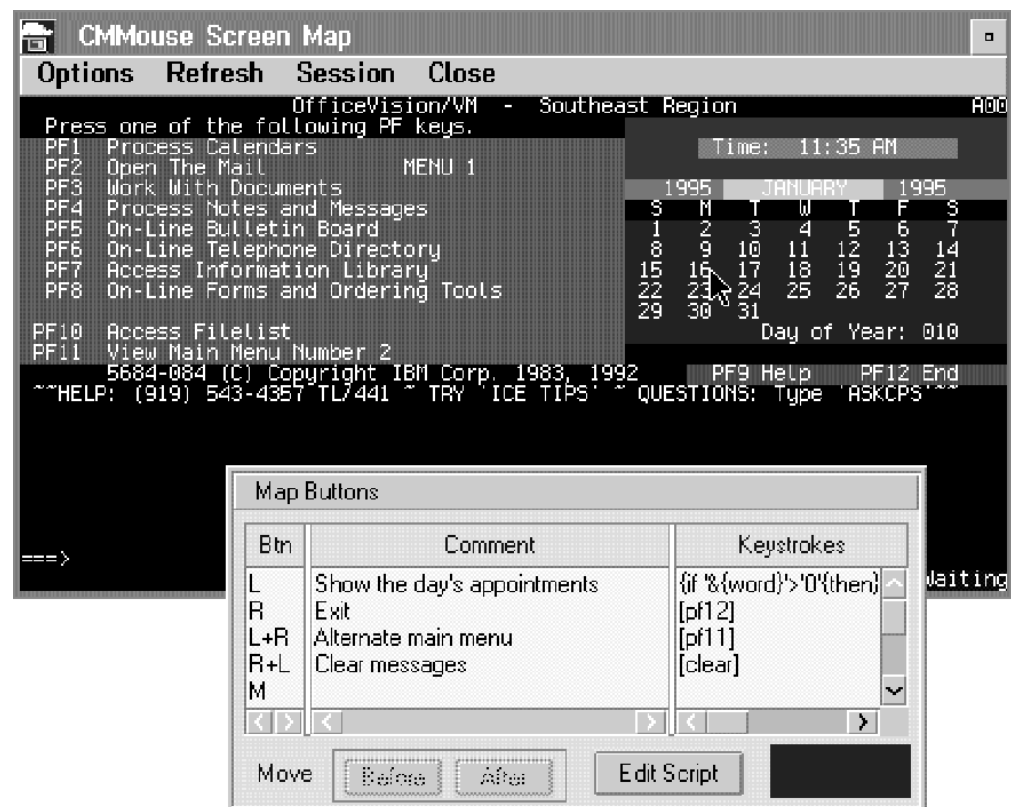 CMMouse Screen Map
Options Refresh Session Close
OfficeVision/VM - Southeast Region A00
Press one of the following PF keys.
PF1 Process Calendars
Time: 11:35 AM
PF2 Open The Mail MENU 1
PF3 Work With Documents
1995 JANUARY 1995
PF4 Process Notes and Messages
S M T W T F S
PF5 On-Line Bulletin Board
1 2 3 4 5 6 7
PF6 On-Line Telephone Directory
8 9 10 11 12 13 14
PF7 Access Information Library
15 16 17 18 19 20 21
PF8 On-Line Forms and Ordering Tools
22 23 24 25 26 27 28
29 30 31
PF10 Access Filelist
Day of Year: 010
PF11 View Main Menu Number 2
5684-084 (C) Copyright IBM Corp. 1983, 1992 PF9 Help PF12 End
~~HELP: (919) 543-4357 TL/441 ~ TRY 'ICE TIPS' ~ QUESTIONS: Type 'ASKCPS'~~
===>
Waiting
Map Buttons
Btn Comment Keystrokes
L Show the day's appointments {if '&{word}'>'0'{then}
R Exit [pf12]
L+R Alternate main menu [pf11]
R+L Clear messages [clear]
M
Move Before After Edit Script